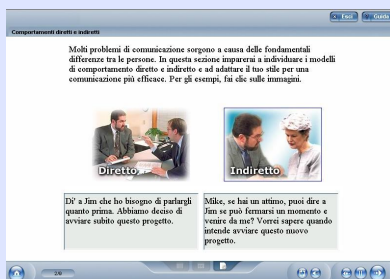 Esci Guida
Comportamenti diretti e indiretti
Molti problemi di comunicazione sorgono a causa delle fondamentali
differenze tra le persone. In questa sezione imparerai a individuare i modelli
di comportamento diretto e indiretto e ad adattare il tuo stile per una
comunicazione più efficace. Per gli esempi, fai clic sulle immagini.
Diretto
Indiretto
Di' a Jim che ho bisogno di parlargli
quanto prima. Abbiamo deciso di
avviare subito questo progetto.
Mike, se hai un attimo, puoi dire a
Jim se può fermarsi un momento e
venire da me? Vorrei sapere quando
intende avviare questo nuovo
progetto.
2/9